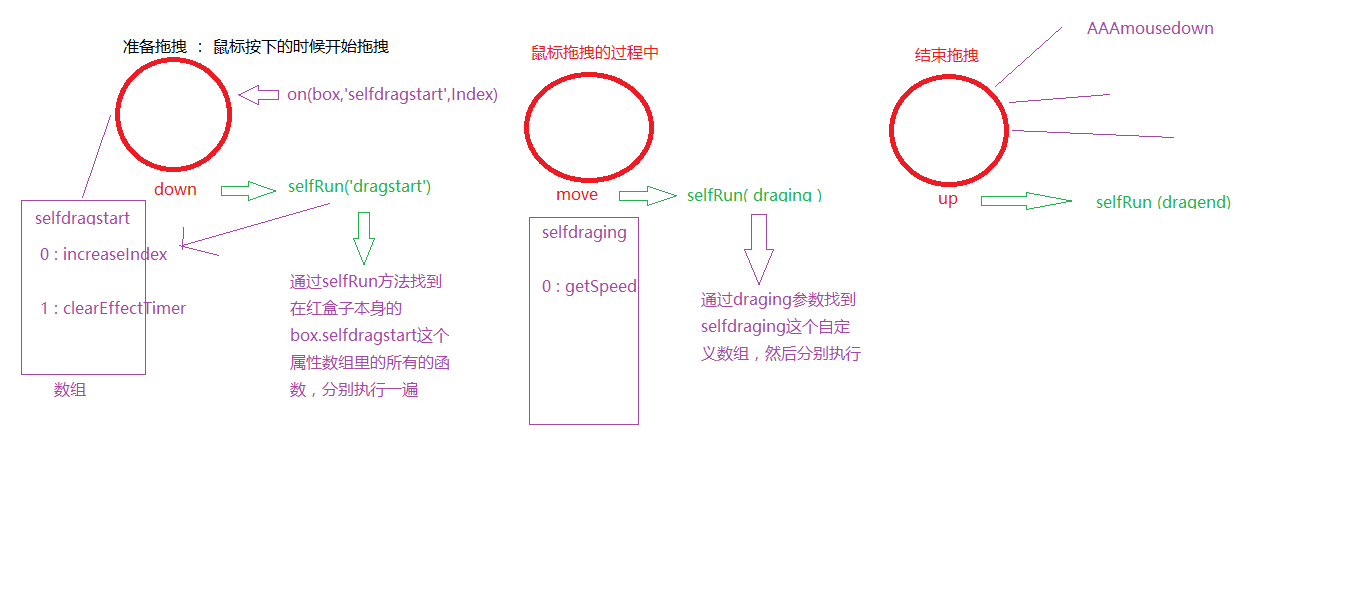 准备拖拽 : 鼠标按下的时候开始拖拽
on(box,'selfdragstart',Index)
down
selfRun('dragstart')
selfdragstart
0 : increaseIndex
1 : clearEffectTimer
数组
通过selfRun方法找到
在红盒子本身的
box.selfdragstart这个
属性数组里的所有的函
数，分别执行一遍
鼠标拖拽的过程中
move
selfRun( draging )
selfdraging
0 : getSpeed
通过draging参数找到
selfdraging这个自定
义数组，然后分别执行
结束拖拽
AAAmousedown
up
selfRun (dragend)